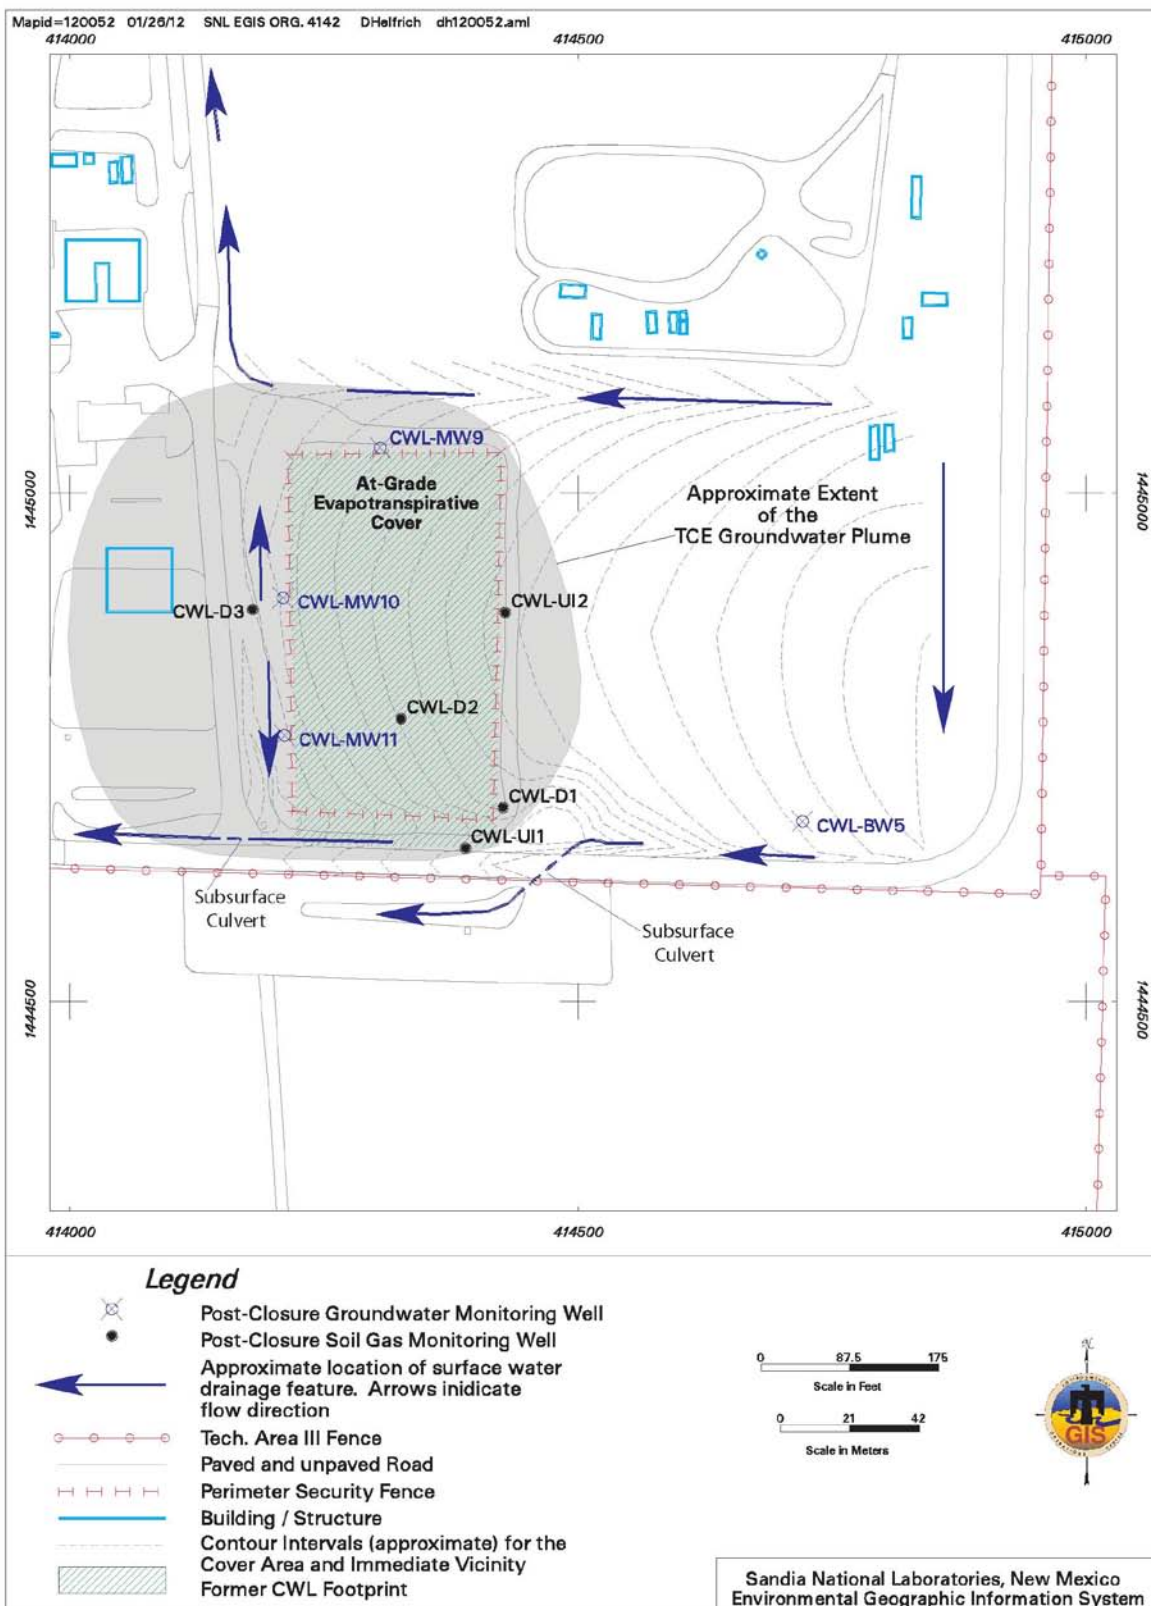 Mapid=120052 01/26/12 SNL EGIS ORG. 4142 DHelfrich dh120052.aml
414000
414500
415000
CWL-MW9
At-Grade
Evapotranspirative
Cover
Approximate Extent
of the
TCE Groundwater Plume
1445000
1445000
CWL-D3
CWL-MW10
CWL-UI2
CWL-D2
CWL-MW11
CWL-D1
CWL-BW5
CWL-UI1
Subsurface
Culvert
Subsurface
Culvert
1444500
1444500
414000
414500
415000
Legend
Post-Closure Groundwater Monitoring Well
Post-Closure Soil Gas Monitoring Well
Approximate location of surface water
drainage feature. Arrows inidicate
flow direction
Tech. Area III Fence
Paved and unpaved Road
Perimeter Security Fence
Building / Structure
Contour Intervals (approximate) for the
Cover Area and Immediate Vicinity
Former CWL Footprint
0 87.5 175
Scale in Feet
0 21 42
Scale in Meters
GIS
Sandia National Laboratories, New Mexico
Environmental Geographic Information System